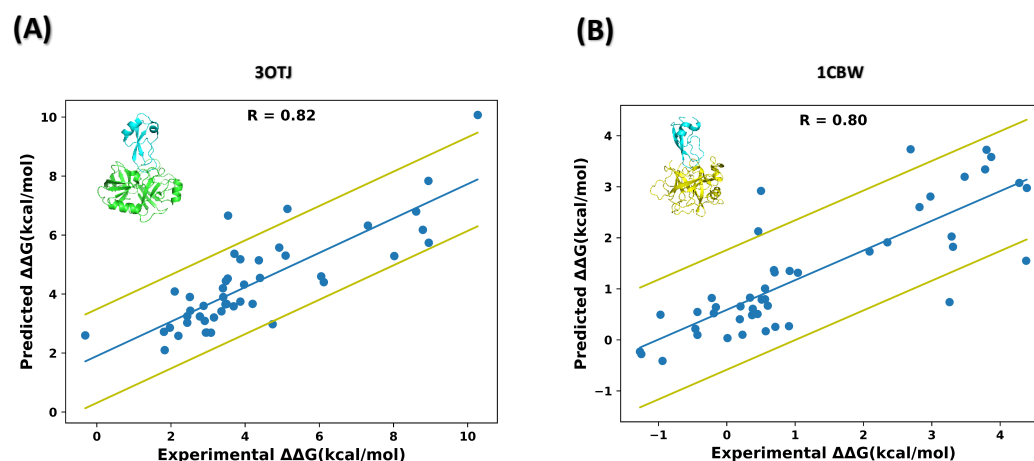 (A)
3OTJ
R = 0.82
Predicted ΔΔG(kcal/mol)
10
8
6
4
2
0
0 2 4 6 8 10
Experimental ΔΔG(kcal/mol)
(B)
1CBW
R = 0.80
Predicted ΔΔG(kcal/mol)
4
3
2
1
0
−1
−1 0 1 2 3 4
Experimental ΔΔG(kcal/mol)